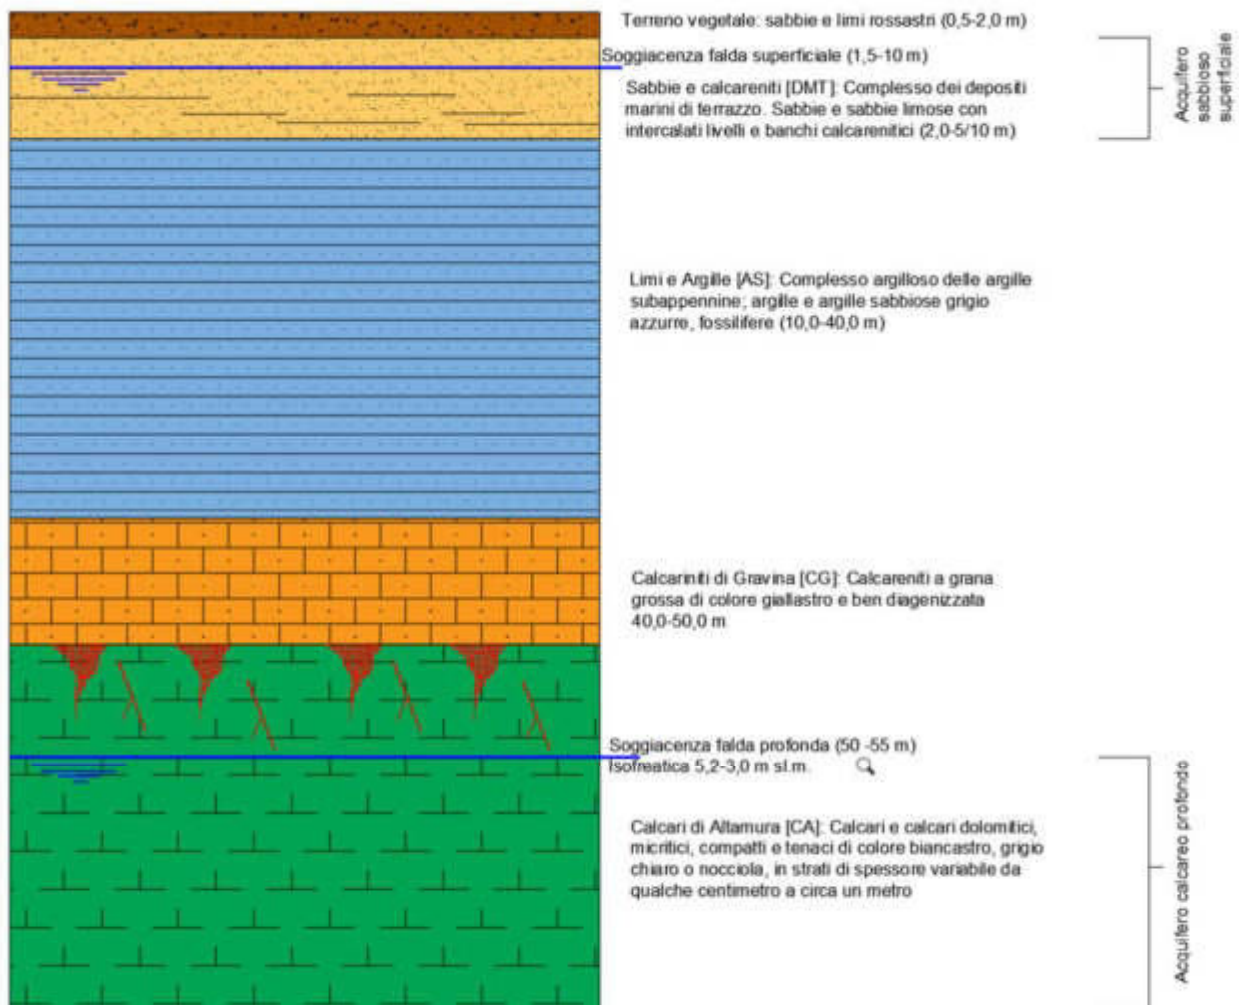 Terreno vegetale: sabbie e limi rossastri (0,5-2,0 m)
Soggiacenza falda superficiale (1,5-10 m)
Sabbie e calcareniti [DMT]: Complesso dei depositi
marini di terrazzo. Sabbie e sabbie limose con
intercalati livelli e banchi calcarenitici (2,0-5/10 m)
Acquifero
sabbioso
superficiale
Limi e Argille [AS]: Complesso argilloso delle argille
subappennine; argille e argille sabbiose grigio
azzurre, fossilifere (10,0-40,0 m)
Calcariniti di Gravina [CG]: Calcareniti a grana
grossa di colore giallastro e ben diagenizzata
40,0-50,0 m
Soggiacenza falda profonda (50 -55 m)
Isofreatica 5,2-3,0 m sl.m.
Calcari di Altamura [CA]: Calcari e calcari dolomitici,
micritici, compatti e tenaci di colore biancastro, grigio
chiaro o nocciola, in strati di spessore variabile da
qualche centimetro a circa un metro
Acquifero calcareo profondo